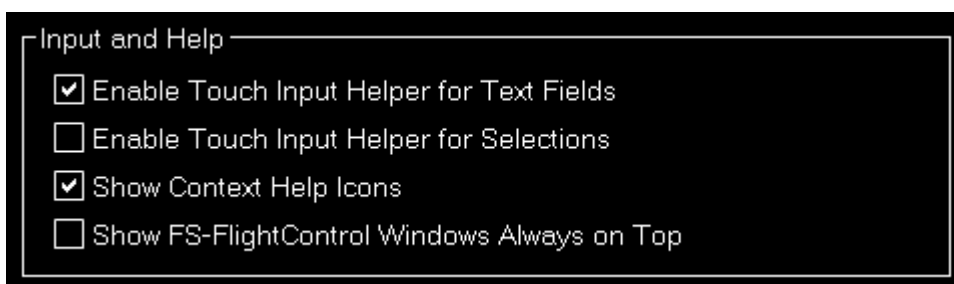 Input and Help
Enable Touch Input Helper for Text Fields
Enable Touch Input Helper for Selections
Show Context Help Icons
Show FS-FlightControl Windows Always on Top